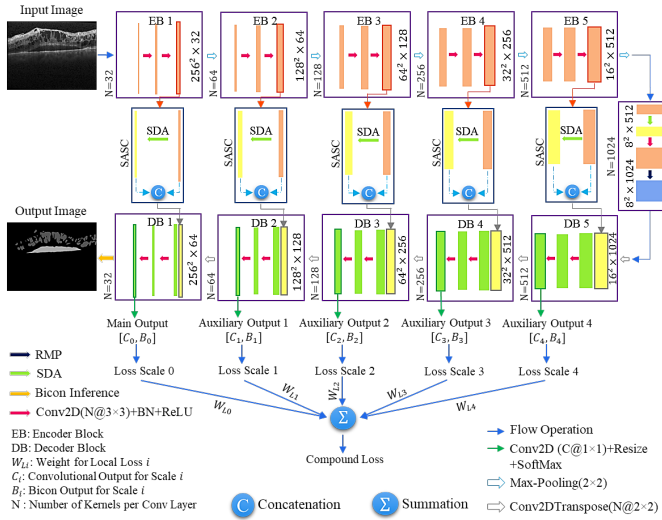 Input Image
EB 1
EB 2
EB 3
EB 4
EB 5
N=32
256² × 32
N=64
128² × 64
N=128
64² × 128
N=256
32² × 256
N=512
16² × 512
SASC
SDA
C
SASC
SDA
C
SASC
SDA
C
SASC
SDA
C
SASC
SDA
C
N=1024
8² × 512
8² × 1024
Output Image
DB 1
DB 2
DB 3
DB 4
DB 5
N=32
256² × 64
N=64
128² × 128
N=128
64² × 256
N=256
32² × 512
N=512
16² × 1024
Main Output
[C₀, B₀]
Auxiliary Output 1
[C₁, B₁]
Auxiliary Output 2
[C₂, B₂]
Auxiliary Output 3
[C₃, B₃]
Auxiliary Output 4
[C₄, B₄]
Loss Scale 0
Loss Scale 1
Loss Scale 2
Loss Scale 3
Loss Scale 4
W_L0
W_L1
W_L2
W_L3
W_L4
Σ
Compound Loss
RMP
SDA
Bicon Inference
Conv2D(N@3×3)+BN+ReLU
EB: Encoder Block
DB: Decoder Block
W_Li: Weight for Local Loss i
C_i: Convolutional Output for Scale i
B_i: Bicon Output for Scale i
N : Number of Kernels per Conv Layer
C Concatenation
Σ Summation
Flow Operation
Conv2D (C@1×1)+Resize
+SoftMax
Max-Pooling(2×2)
Conv2DTranspose(N@2×2)